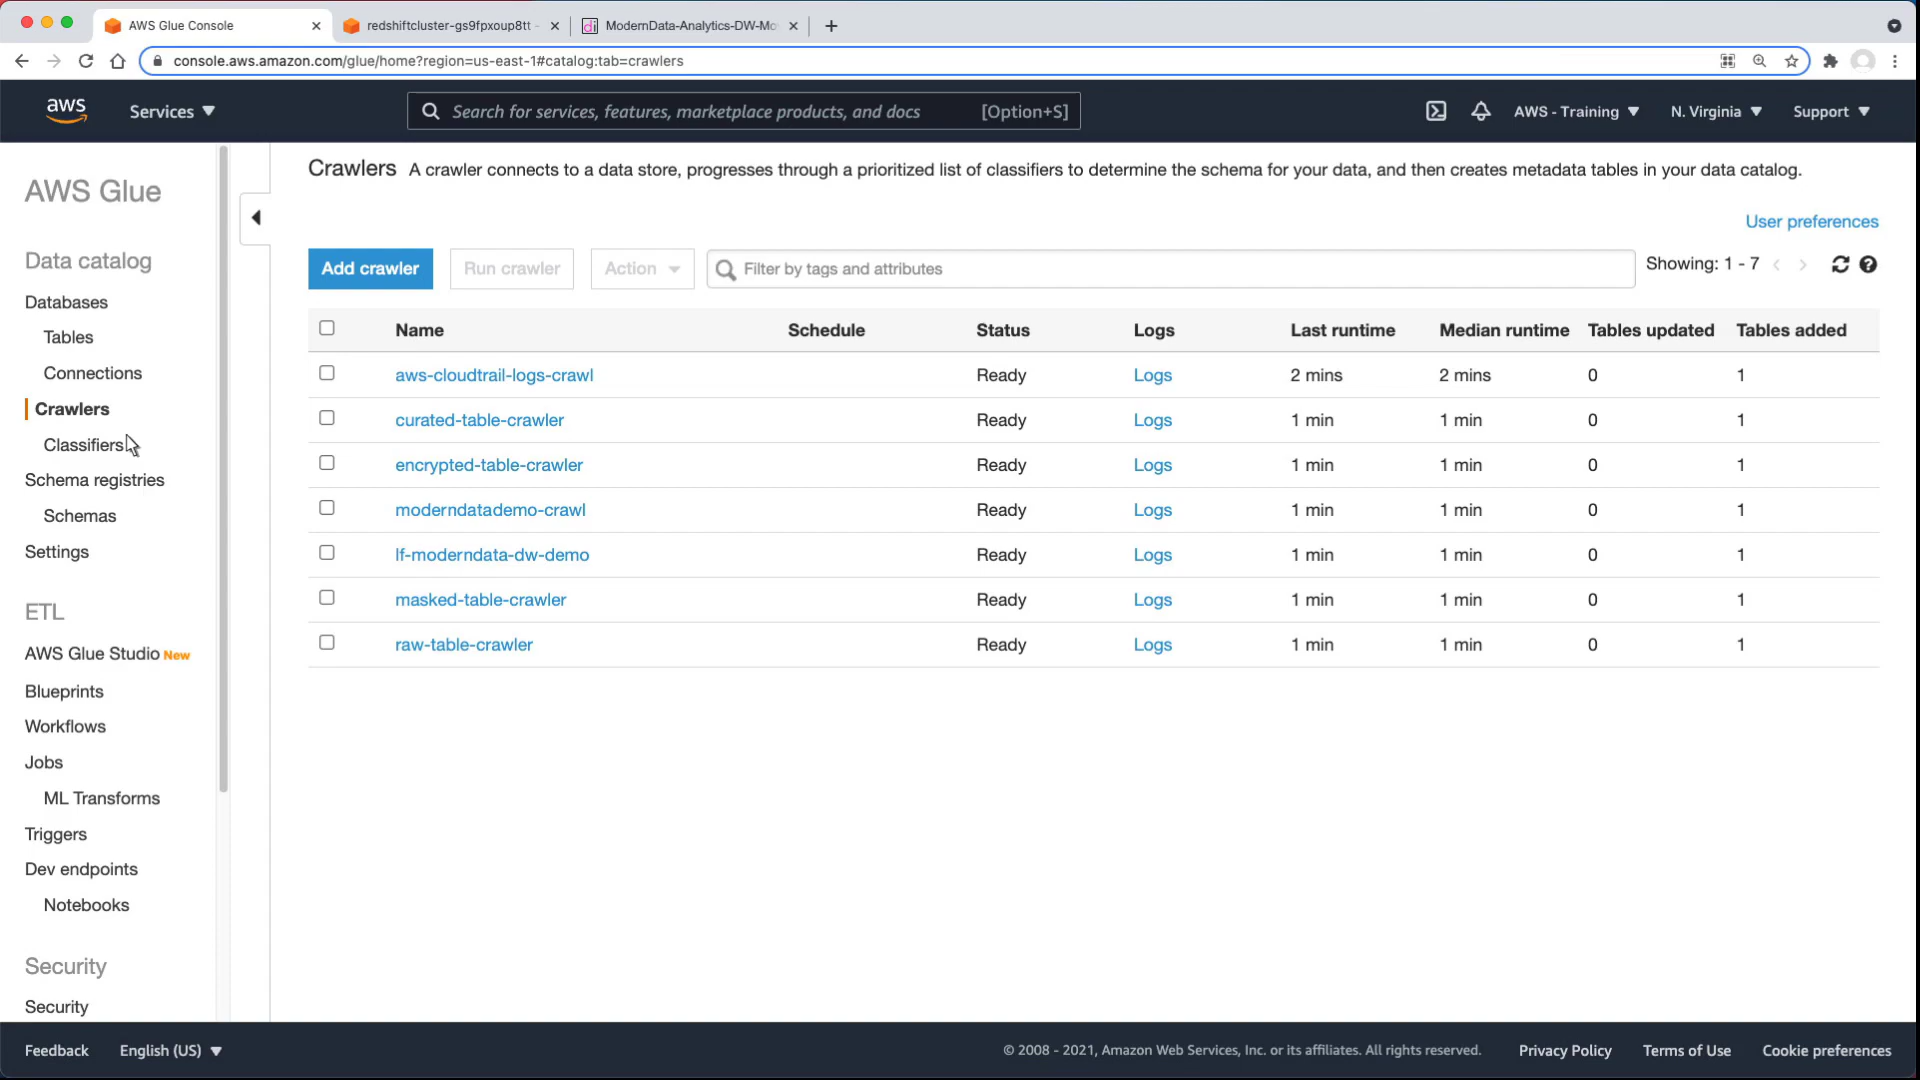 AWS Glue Console
redshiftcluster-gs9fpxoup8tt -
di ModernData-Analytics-DW-Mo
console.aws.amazon.com/glue/home?region=us-east-1#catalog:tab=crawlers
aws
Services
Search for services, features, marketplace products, and docs [Option+S]
AWS - Training
N. Virginia
Support
AWS Glue
Data catalog
Databases
Tables
Connections
Crawlers
Classifiers
Schema registries
Schemas
Settings
ETL
AWS Glue Studio New
Blueprints
Workflows
Jobs
ML Transforms
Triggers
Dev endpoints
Notebooks
Security
Security
Crawlers A crawler connects to a data store, progresses through a prioritized list of classifiers to determine the schema for your data, and then creates metadata tables in your data catalog.
User preferences
Add crawler Run crawler Action Filter by tags and attributes Showing: 1 - 7
Name Schedule Status Logs Last runtime Median runtime Tables updated Tables added
aws-cloudtrail-logs-crawl Ready Logs 2 mins 2 mins 0 1
curated-table-crawler Ready Logs 1 min 1 min 0 1
encrypted-table-crawler Ready Logs 1 min 1 min 0 1
moderndatademo-crawl Ready Logs 1 min 1 min 0 1
lf-moderndata-dw-demo Ready Logs 1 min 1 min 0 1
masked-table-crawler Ready Logs 1 min 1 min 0 1
raw-table-crawler Ready Logs 1 min 1 min 0 1
Feedback English (US) © 2008 - 2021, Amazon Web Services, Inc. or its affiliates. All rights reserved. Privacy Policy Terms of Use Cookie preferences